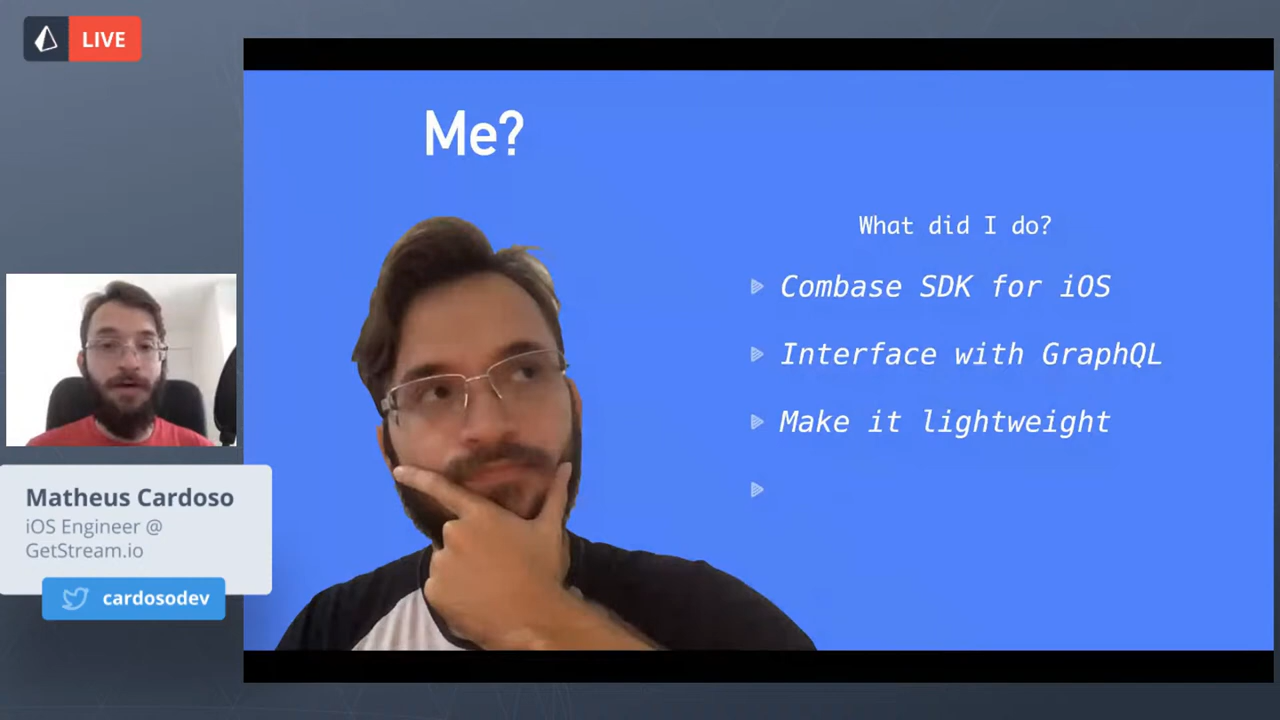 LIVE
Me?
What did I do?
Combase SDK for iOS
Interface with GraphQL
Make it lightweight
Matheus Cardoso
iOS Engineer @
GetStream.io
cardosodev